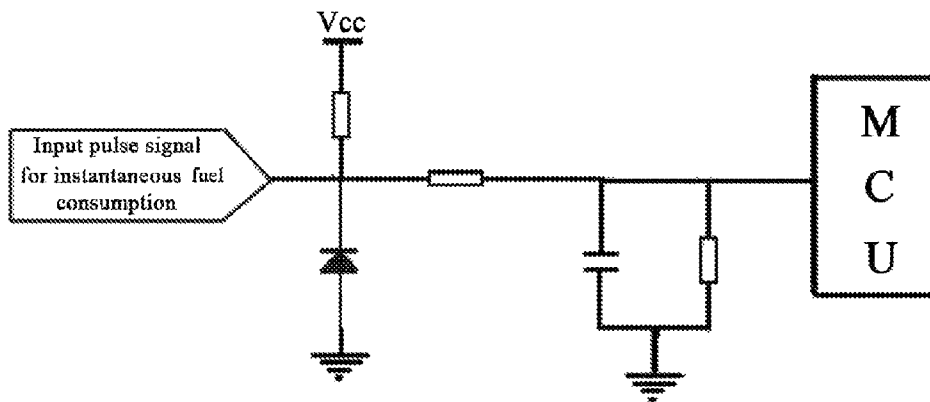 Vcc
Input pulse signal
for instantaneous fuel
consumption
M
C
U